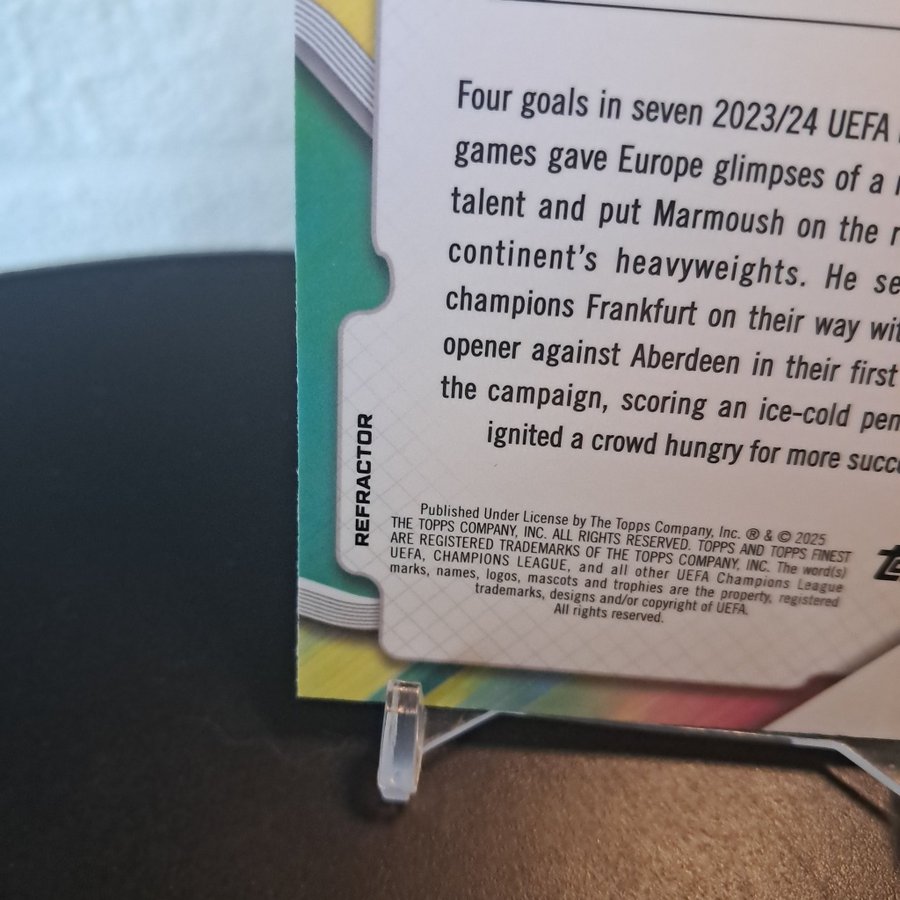 Four goals in seven 2023/24 UEFA
games gave Europe glimpses of a
talent and put Marmoush on the
continent's heavyweights. He se
champions Frankfurt on their way wit
opener against Aberdeen in their first
the campaign, scoring an ice-cold pen
ignited a crowd hungry for more succ
REFRACTOR
Published Under License by The Topps Company, Inc. ® & © 2025
THE TOPPS COMPANY, INC. ALL RIGHTS RESERVED. TOPPS AND TOPPS FINEST
ARE REGISTERED TRADEMARKS OF THE TOPPS COMPANY, INC. The word(s)
UEFA, CHAMPIONS LEAGUE, and all other UEFA Champions League
marks, names, logos, mascots and trophies are the property, registered
trademarks, designs and/or copyright of UEFA.
All rights reserved.